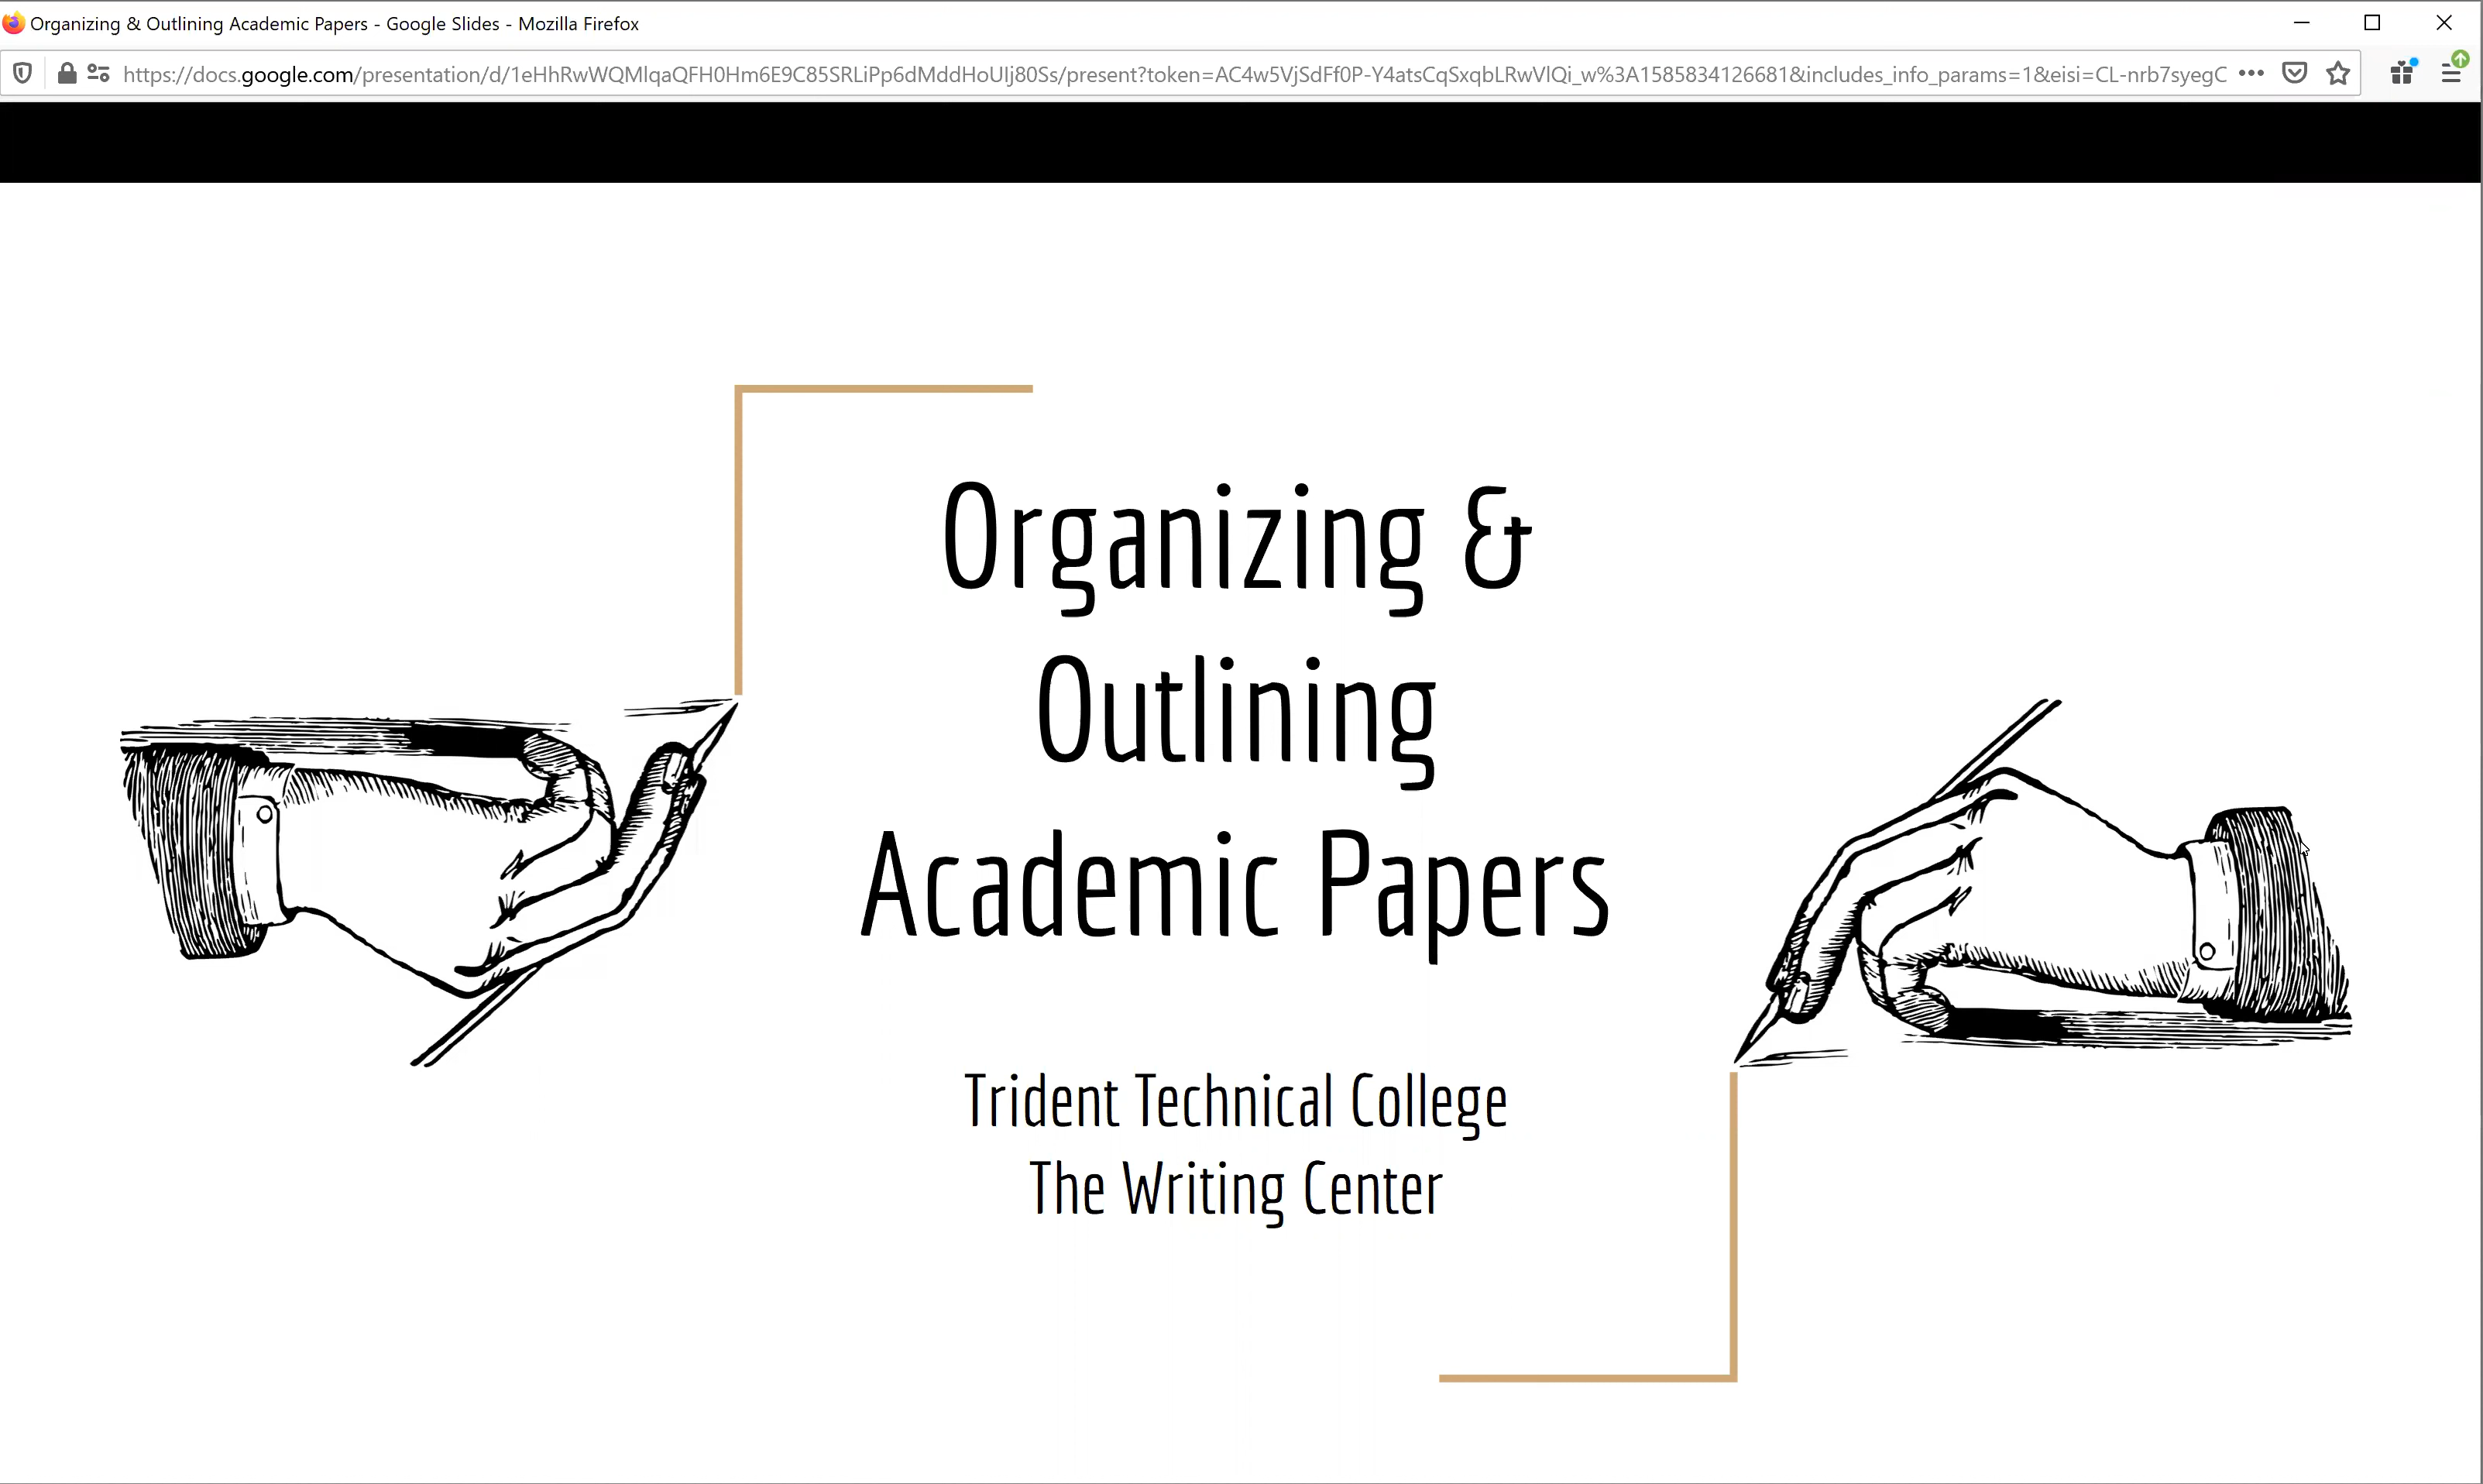 Organizing & Outlining Academic Papers - Google Slides - Mozilla Firefox
https://docs.google.com/presentation/d/1eHhRwWQMlqaQFH0Hm6E9C85SRLiPp6dMddHoUIj80Ss/present?token=AC4w5VjSdFf0P-Y4atsCqSxqbLRwVlQi_w%3A1585834126681&includes_info_params=1&eisi=CL-nrb7syegC
Organizing &
Outlining
Academic Papers
Trident Technical College
The Writing Center